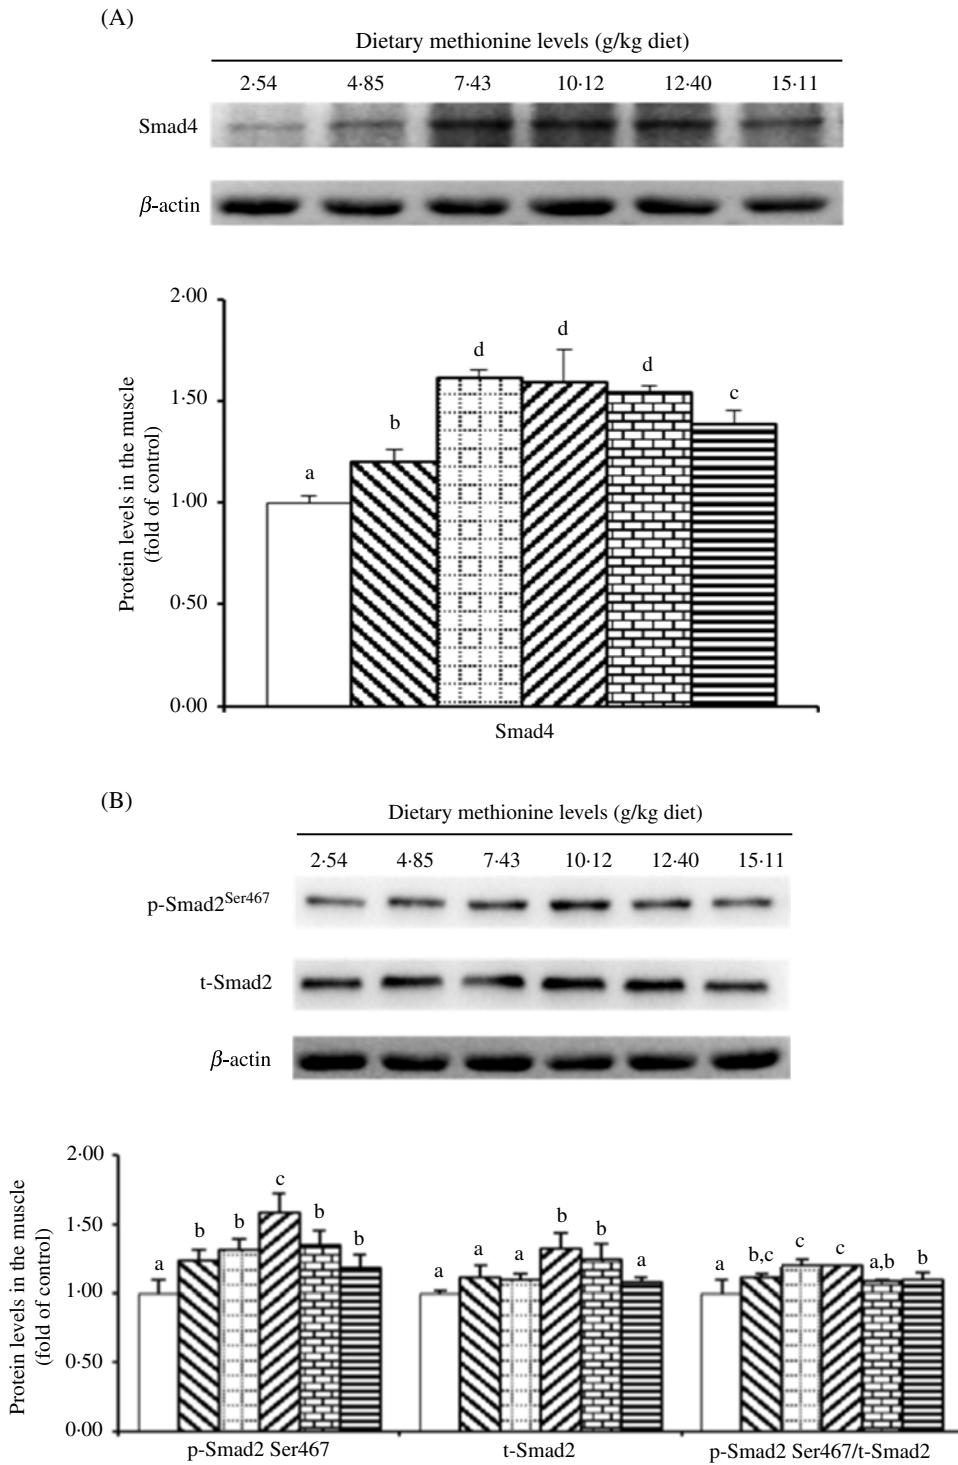 (A)
Dietary methionine levels (g/kg diet)
2·54 4·85 7·43 10·12 12·40 15·11
Smad4
β-actin
2·00
1·50
1·00
0·50
0·00
Protein levels in the muscle
(fold of control)
a b d d d c
Smad4
(B)
Dietary methionine levels (g/kg diet)
2·54 4·85 7·43 10·12 12·40 15·11
p-Smad2Ser467
t-Smad2
β-actin
2·00
1·50
1·00
0·50
0·00
Protein levels in the muscle
(fold of control)
a b b c b b
a a a b b a
a b,c c c a,b b
p-Smad2 Ser467 t-Smad2 p-Smad2 Ser467/t-Smad2